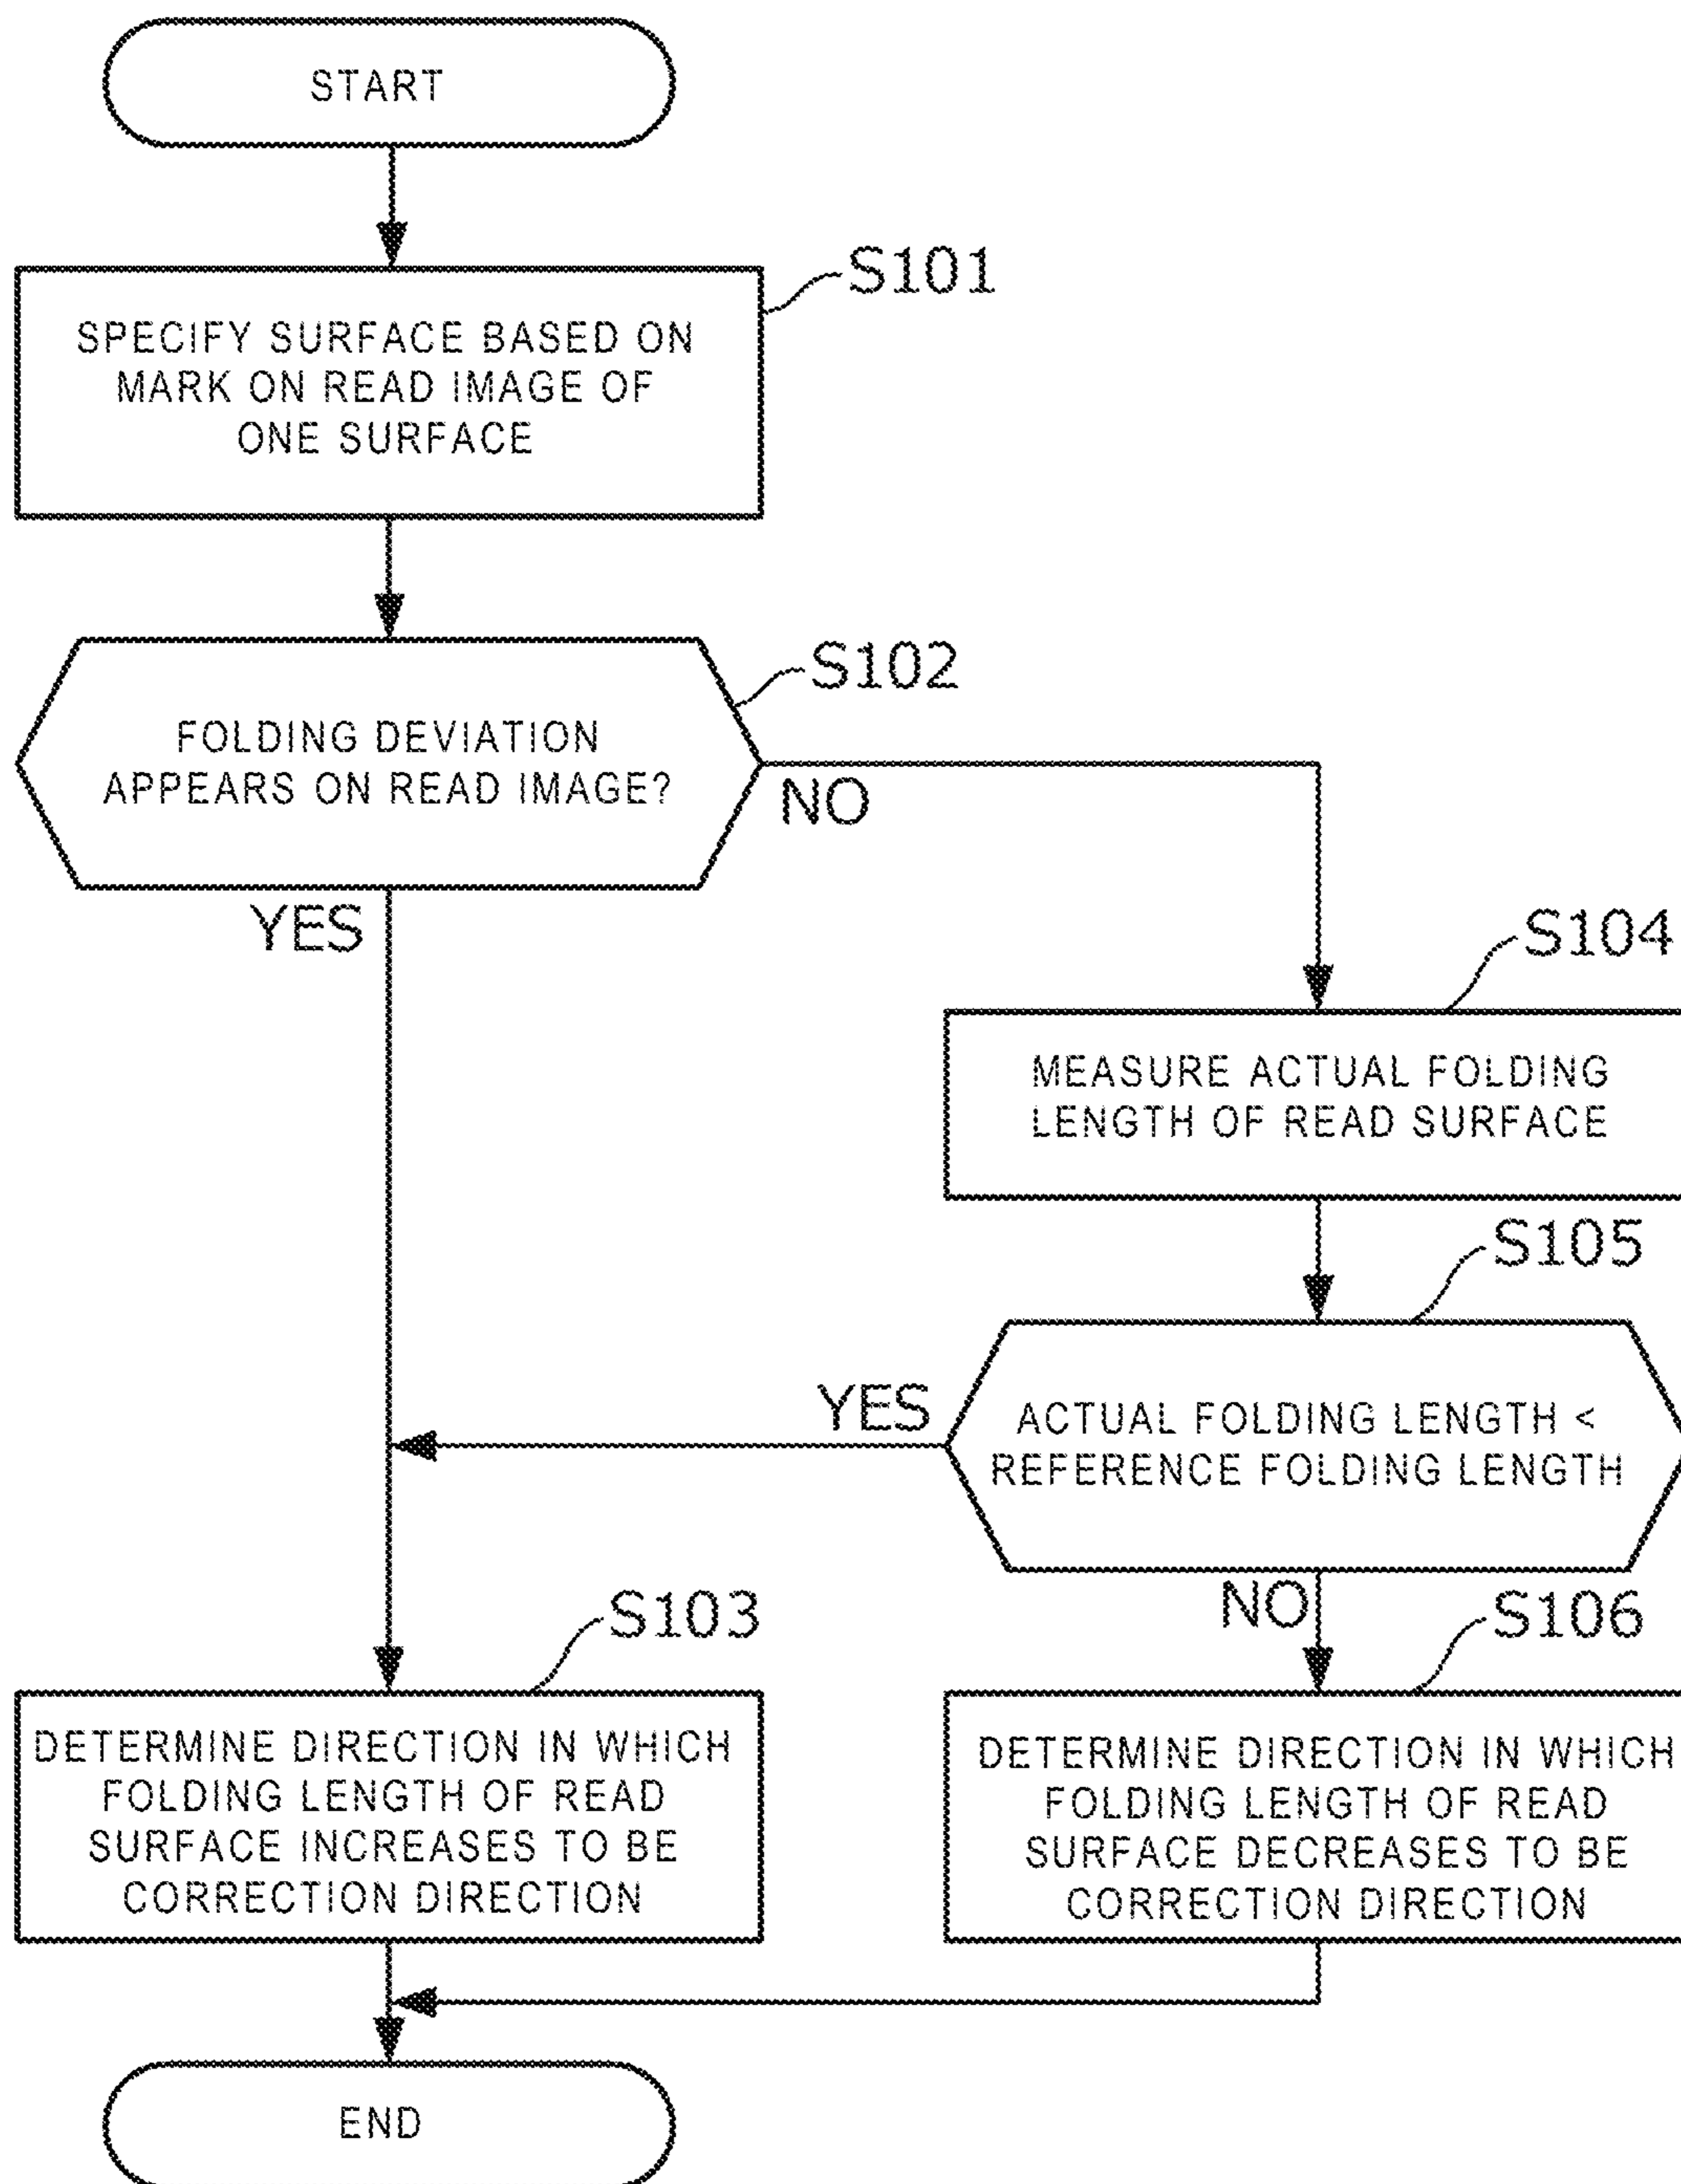 START
S101
SPECIFY SURFACE BASED ON
MARK ON READ IMAGE OF
ONE SURFACE
S102
FOLDING DEVIATION
APPEARS ON READ IMAGE?
NO
YES
S104
MEASURE ACTUAL FOLDING
LENGTH OF READ SURFACE
S105
YES
ACTUAL FOLDING LENGTH <
REFERENCE FOLDING LENGTH
NO
S103
S106
DETERMINE DIRECTION IN WHICH
FOLDING LENGTH OF READ
SURFACE INCREASES TO BE
CORRECTION DIRECTION
DETERMINE DIRECTION IN WHICH
FOLDING LENGTH OF READ
SURFACE DECREASES TO BE
CORRECTION DIRECTION
END